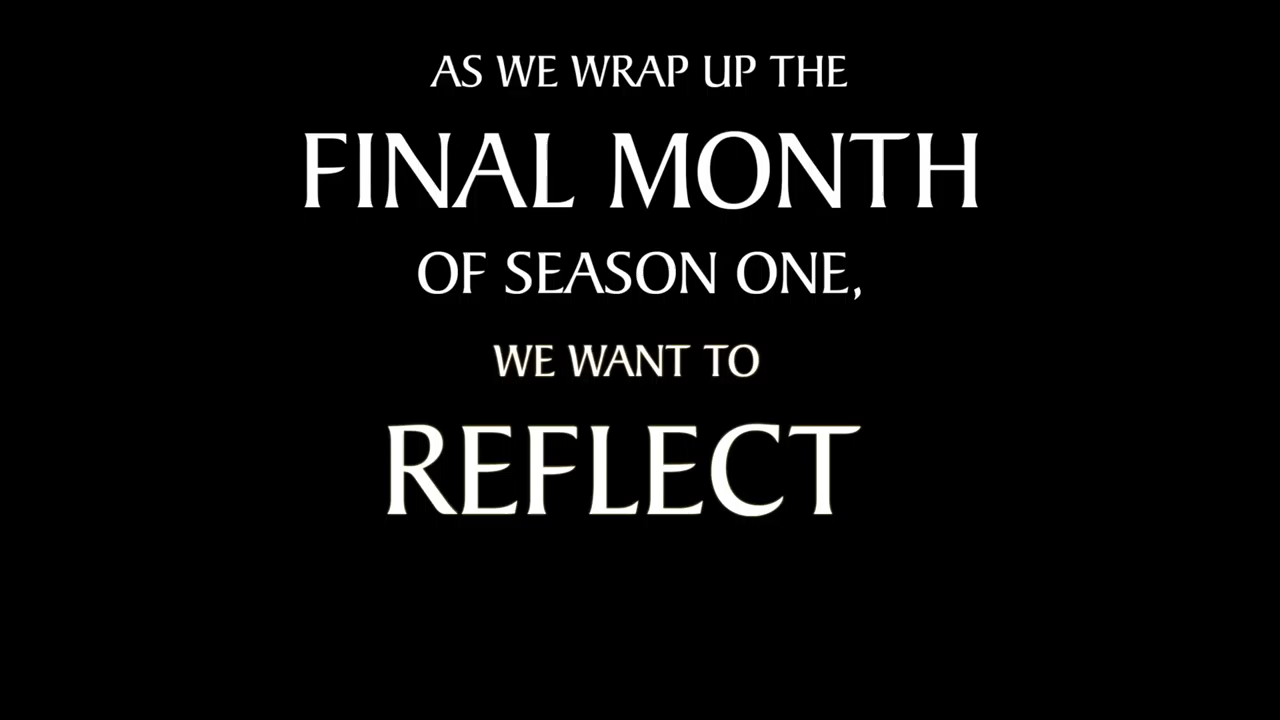 AS WE WRAP UP THE
FINAL MONTH
OF SEASON ONE,
WE WANT TO
REFLECT